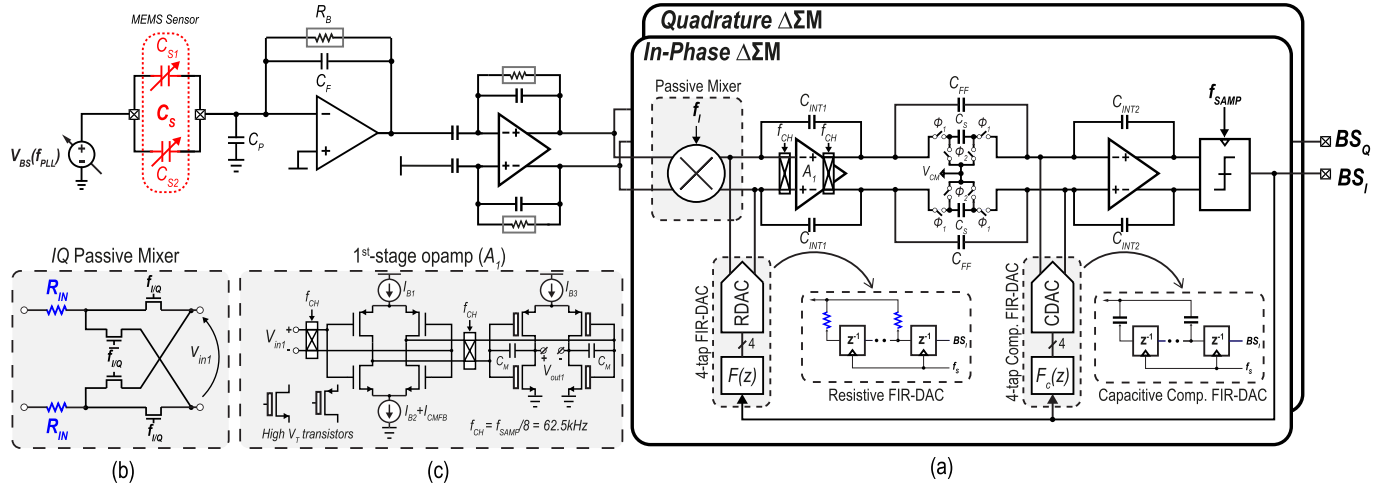 Quadrature ΔΣM
In-Phase ΔΣM
MEMS Sensor
C_S1
C_S
C_S2
V_BS(f_PLL)
C_P
R_B
C_F
−
+
− +
+ −
Passive Mixer
f_I
C_INT1
f_CH
f_CH
− +
A_1
+ −
C_INT1
C_FF
Φ_1 C_S Φ_1
Φ_2
V_CM
Φ_2
Φ_1 C_S Φ_1
C_FF
C_INT2
− +
+ −
C_INT2
f_SAMP
BS_Q
BS_I
4-tap FIR-DAC
RDAC
4
F(z)
z⁻¹
z⁻¹
BS_I
f_s
Resistive FIR-DAC
4-tap Comp. FIR-DAC
CDAC
4
F_c(z)
z⁻¹
z⁻¹
BS_I
f_s
Capacitive Comp. FIR-DAC
(a)
IQ Passive Mixer
R_IN
f_I/Q
f_I/Q
f_I/Q
V_in1
R_IN
f_I/Q
(b)
1st-stage opamp (A_1)
I_B1
I_B3
f_CH
V_in1
+
-
f_CH
C_M
+
-
C_M
V_out1
I_B2+I_CMFB
High V_T transistors
f_CH = f_SAMP/8 = 62.5kHz
(c)